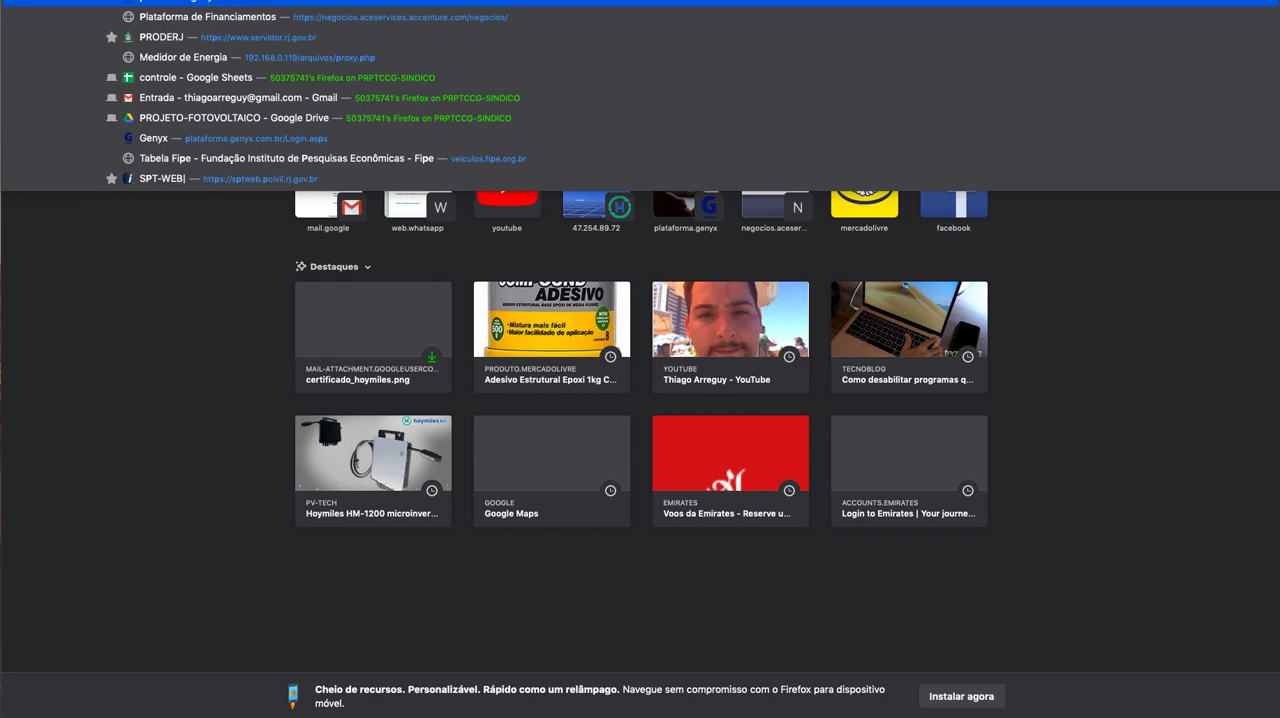 Plataforma de Financiamentos — https://negocios.aceservices.accenture.com/negocios/
PRODERJ — https://www.servidor.rj.gov.br
Medidor de Energia — 192.168.0.119/arquivos/proxy.php
controle - Google Sheets — 50375741's Firefox on PRPTCCG-SINDICO
Entrada - thiagoarreguy@gmail.com - Gmail — 50375741's Firefox on PRPTCCG-SINDICO
PROJETO-FOTOVOLTAICO - Google Drive — 50375741's Firefox on PRPTCCG-SINDICO
Genyx — plataforma.genyx.com.br/Login.aspx
Tabela Fipe - Fundação Instituto de Pesquisas Econômicas - Fipe — veiculos.fipe.org.br
SPT-WEB| — https://sptweb.pcivil.rj.gov.br
W
N
mail.google
web.whatsapp
youtube
47.254.89.72
plataforma.genyx
negocios.aceser...
mercadolivre
facebook
Destaques
COMPOUND
ADESIVO
ADESIVO ESTRUTURAL BASE EPÓXI DE MÉDIA FLUIDEZ
• Mistura mais fácil
• Maior facilidade de aplicação
MAIL-ATTACHMENT.GOOGLEUSERCO...
certificado_hoymiles.png
PRODUTO.MERCADOLIVRE
Adesivo Estrutural Epoxi 1kg C...
YOUTUBE
Thiago Arreguy - YouTube
TECNOBLOG
Como desabilitar programas q...
hoymiles
PV-TECH
Hoymiles HM-1200 microinver...
GOOGLE
Google Maps
EMIRATES
Voos da Emirates - Reserve u...
ACCOUNTS.EMIRATES
Login to Emirates | Your journe...
Cheio de recursos. Personalizável. Rápido como um relâmpago. Navegue sem compromisso com o Firefox para dispositivo
móvel.
Instalar agora